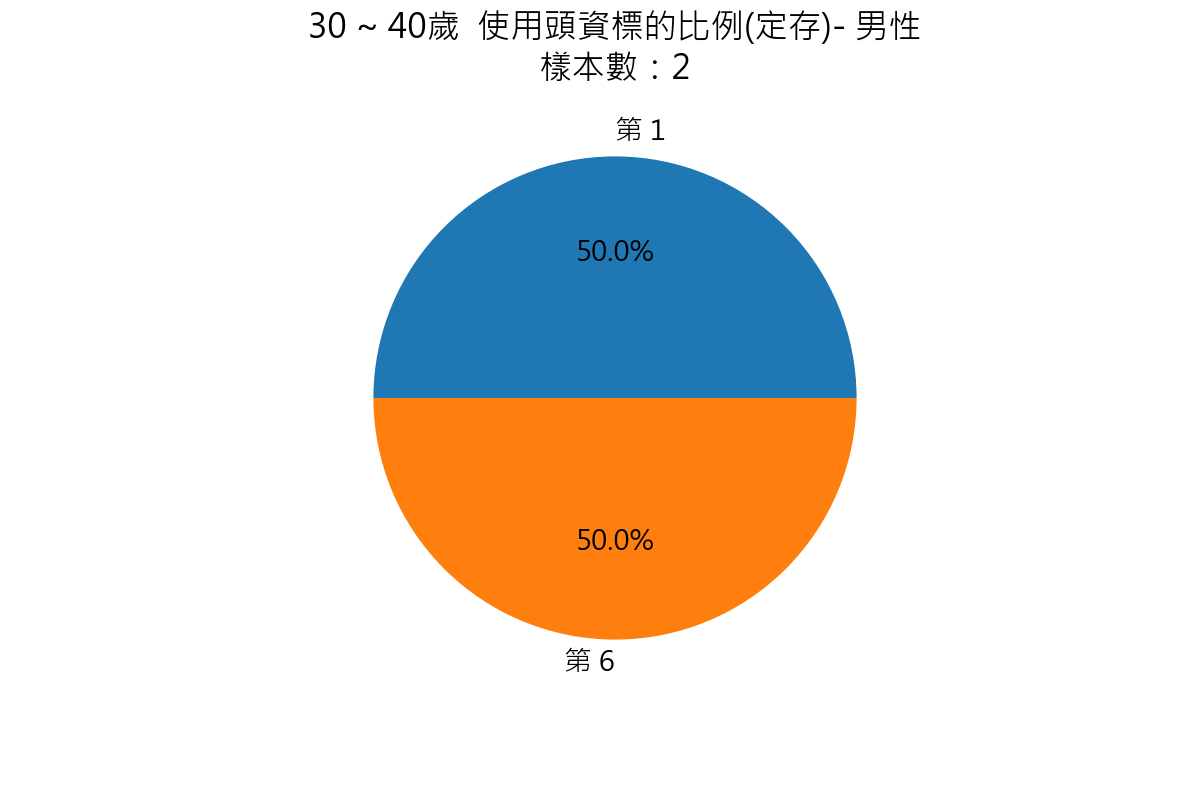 30 ~ 40歲  使用頭資標的比例(定存)- 男性
樣本數：2
第 1
50.0%
50.0%
第 6